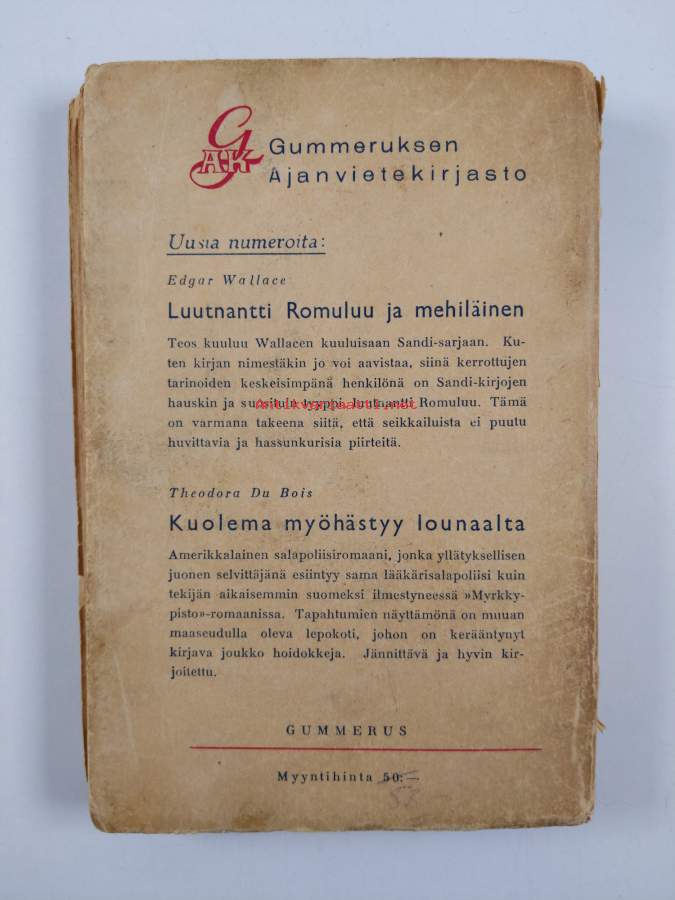 G
AK
Gummeruksen
Ajanvietekirjasto
Uusia numeroita:
Edgar Wallace
Luutnantti Romuluu ja mehiläinen
Teos kuuluu Wallacen kuuluisaan Sandi-sarjaan. Ku-
ten kirjan nimestäkin jo voi aavistaa, siinä kerrottujen
tarinoiden keskeisimpänä henkilönä on Sandi-kirjojen
hauskin ja suosituin tyyppi luutnantti Romuluu. Tämä
Antikvariaatti.net
on varmana takeena siitä, että seikkailuista ei puutu
huvittavia ja hassunkurisia piirteitä.
Theodora Du Bois
Kuolema myöhästyy lounaalta
Amerikkalainen salapoliisiromaani, jonka yllätyksellisen
juonen selvittäjänä esiintyy sama lääkärisalapoliisi kuin
tekijän aikaisemmin suomeksi ilmestyneessä »Myrkky-
pisto»-romaanissa. Tapahtumien näyttämönä on muuan
maaseudulla oleva lepokoti, johon on kerääntynyt
kirjava joukko hoidokkeja. Jännittävä ja hyvin kir-
joitettu.
GUMMERUS
Myyntihinta 50:—